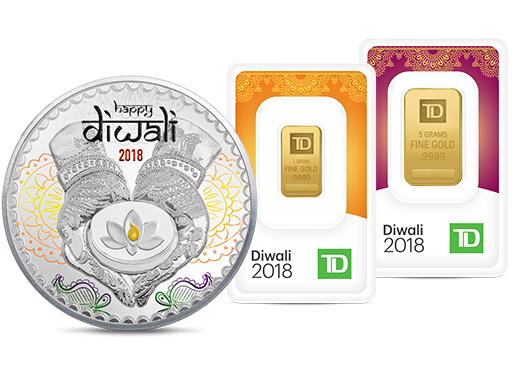 happy
diwali
2018
TD
1 GRAM
FINE GOLD
.9999
Diwali
2018
TD
TD
5 GRAMS
FINE GOLD
.9999
Diwali
2018
TD